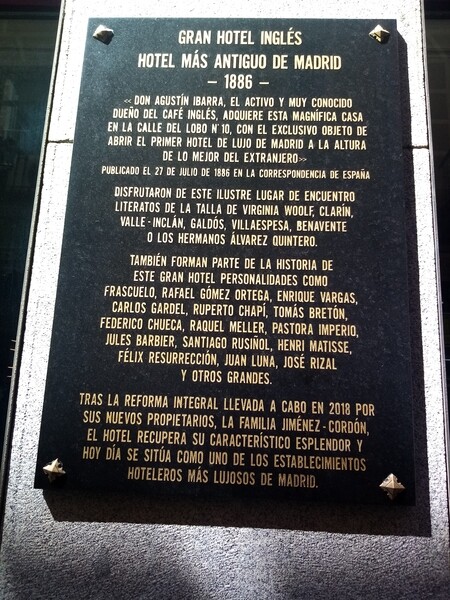 GRAN HOTEL INGLÉS
HOTEL MÁS ANTIGUO DE MADRID
– 1886 –
<< DON AGUSTÍN IBARRA, EL ACTIVO Y MUY CONOCIDO
DUEÑO DEL CAFÉ INGLÉS, ADQUIERE ESTA MAGNÍFICA CASA
EN LA CALLE DEL LOBO Nº10, CON EL EXCLUSIVO OBJETO DE
ABRIR EL PRIMER HOTEL DE LUJO DE MADRID A LA ALTURA
DE LO MEJOR DEL EXTRANJERO>>
PUBLICADO EL 27 DE JULIO DE 1886 EN LA CORRESPONDENCIA DE ESPAÑA
DISFRUTARON DE ESTE ILUSTRE LUGAR DE ENCUENTRO
LITERATOS DE LA TALLA DE VIRGINIA WOOLF, CLARÍN,
VALLE-INCLÁN, GALDÓS, VILLAESPESA, BENAVENTE
O LOS HERMANOS ÁLVAREZ QUINTERO.
TAMBIÉN FORMAN PARTE DE LA HISTORIA DE
ESTE GRAN HOTEL PERSONALIDADES COMO
FRASCUELO, RAFAEL GÓMEZ ORTEGA, ENRIQUE VARGAS,
CARLOS GARDEL, RUPERTO CHAPÍ, TOMÁS BRETÓN,
FEDERICO CHUECA, RAQUEL MELLER, PASTORA IMPERIO,
JULES BARBIER, SANTIAGO RUSIÑOL, HENRI MATISSE,
FÉLIX RESURRECCIÓN, JUAN LUNA, JOSÉ RIZAL
Y OTROS GRANDES.
TRAS LA REFORMA INTEGRAL LLEVADA A CABO EN 2018 POR
SUS NUEVOS PROPIETARIOS, LA FAMILIA JIMÉNEZ-CORDÓN,
EL HOTEL RECUPERA SU CARACTERÍSTICO ESPLENDOR Y
HOY DÍA SE SITÚA COMO UNO DE LOS ESTABLECIMIENTOS
HOTELEROS MÁS LUJOSOS DE MADRID.